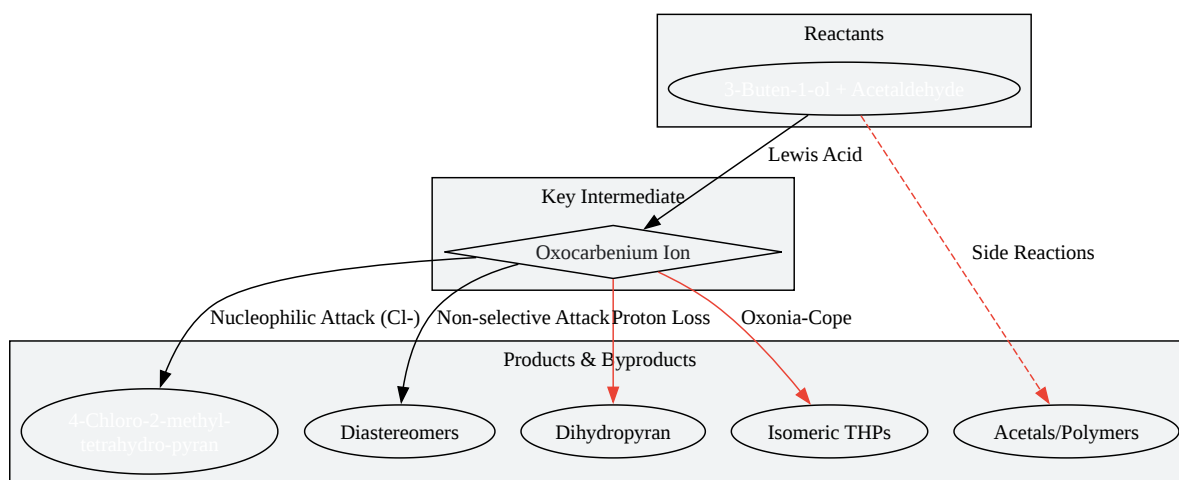 Reactants
3-Buten-1-ol + Acetaldehyde
Lewis Acid
Key Intermediate
Oxocarbenium Ion
Side Reactions
Nucleophilic Attack (Cl-)
Non-selective Attack
Proton Loss
Oxonia-Cope
Products & Byproducts
4-Chloro-2-methyl-
tetrahydro-pyran
Diastereomers
Dihydropyran
Isomeric THPs
Acetals/Polymers